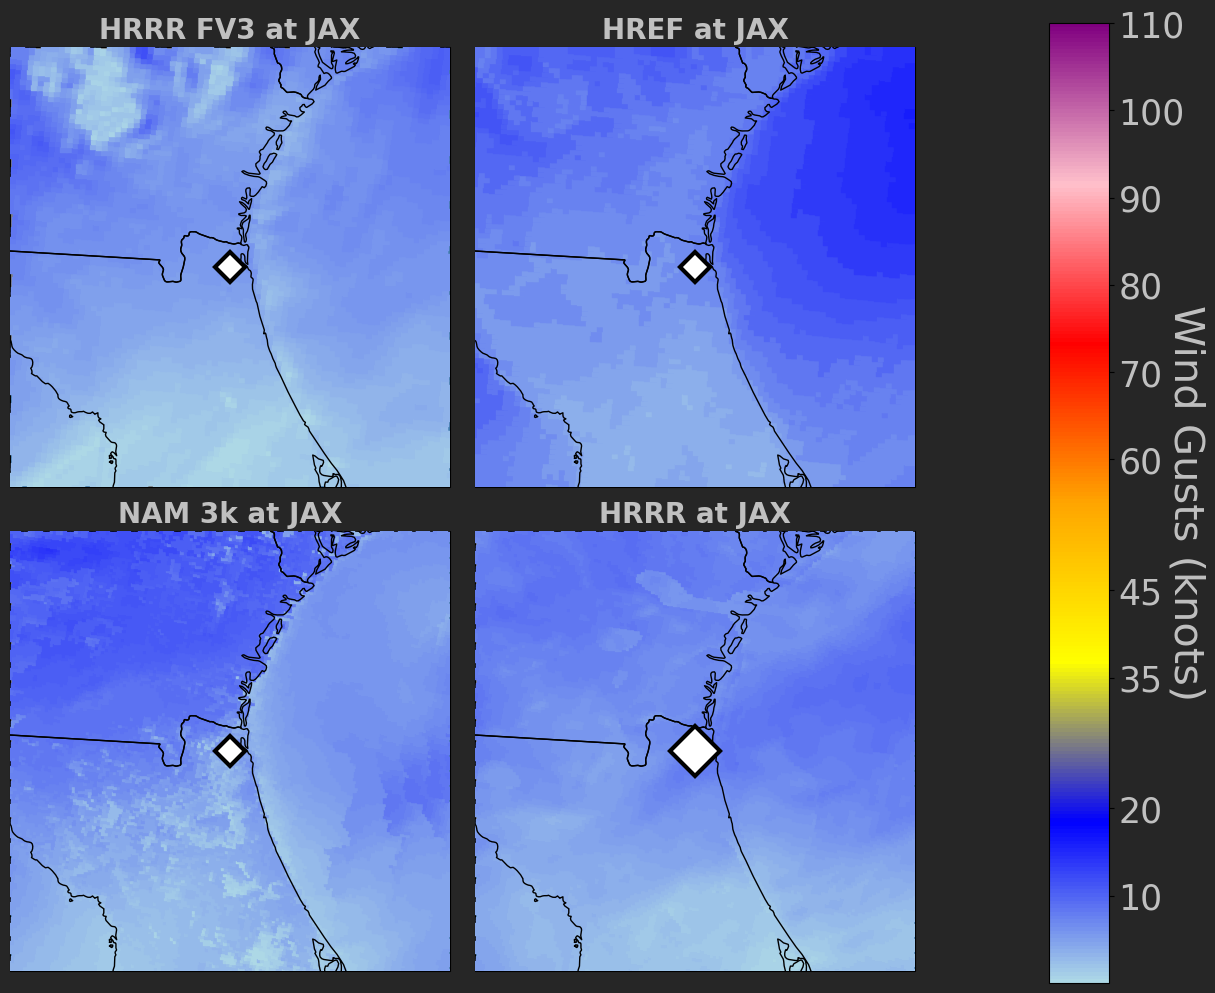 HRRR FV3 at JAX
HREF at JAX
NAM 3k at JAX
HRRR at JAX
110
100
90
80
70
60
45
35
20
10
Wind Gusts (knots)